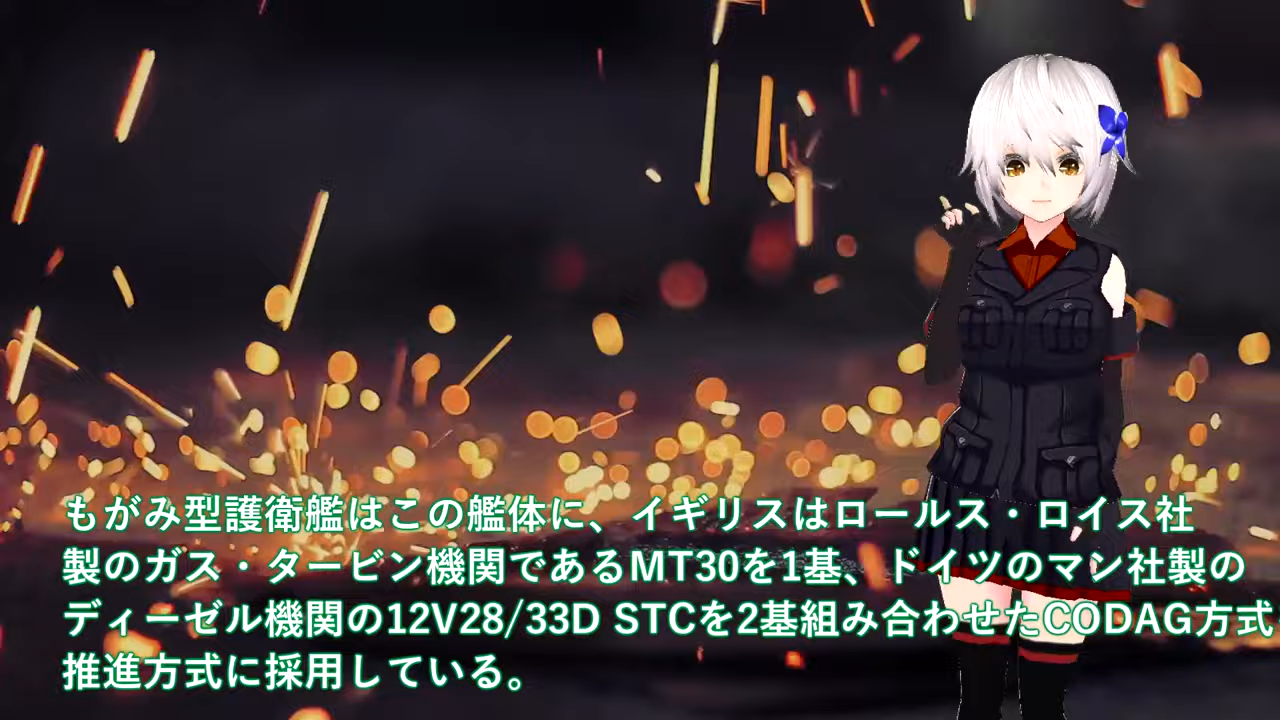 もがみ型護衛艦はこの艦体に、イギリスはロールス・ロイス社
製のガス・タービン機関であるMT30を1基、ドイツのマン社製の
ディーゼル機関の12V28/33D STCを2基組み合わせたCODAG方式
推進方式に採用している。